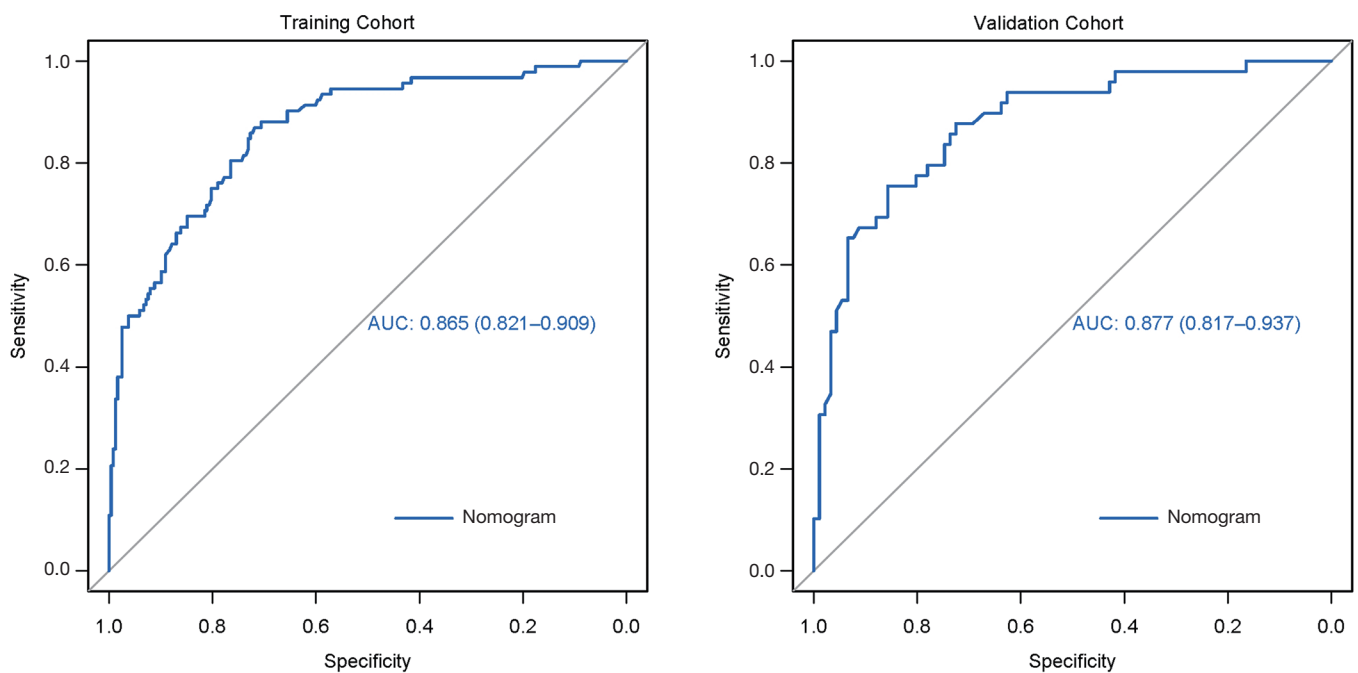 Training Cohort
1.0
0.8
0.6
0.4
0.2
0.0
Sensitivity
AUC: 0.865 (0.821–0.909)
Nomogram
1.0 0.8 0.6 0.4 0.2 0.0
Specificity
Validation Cohort
1.0
0.8
0.6
0.4
0.2
0.0
Sensitivity
AUC: 0.877 (0.817–0.937)
Nomogram
1.0 0.8 0.6 0.4 0.2 0.0
Specificity